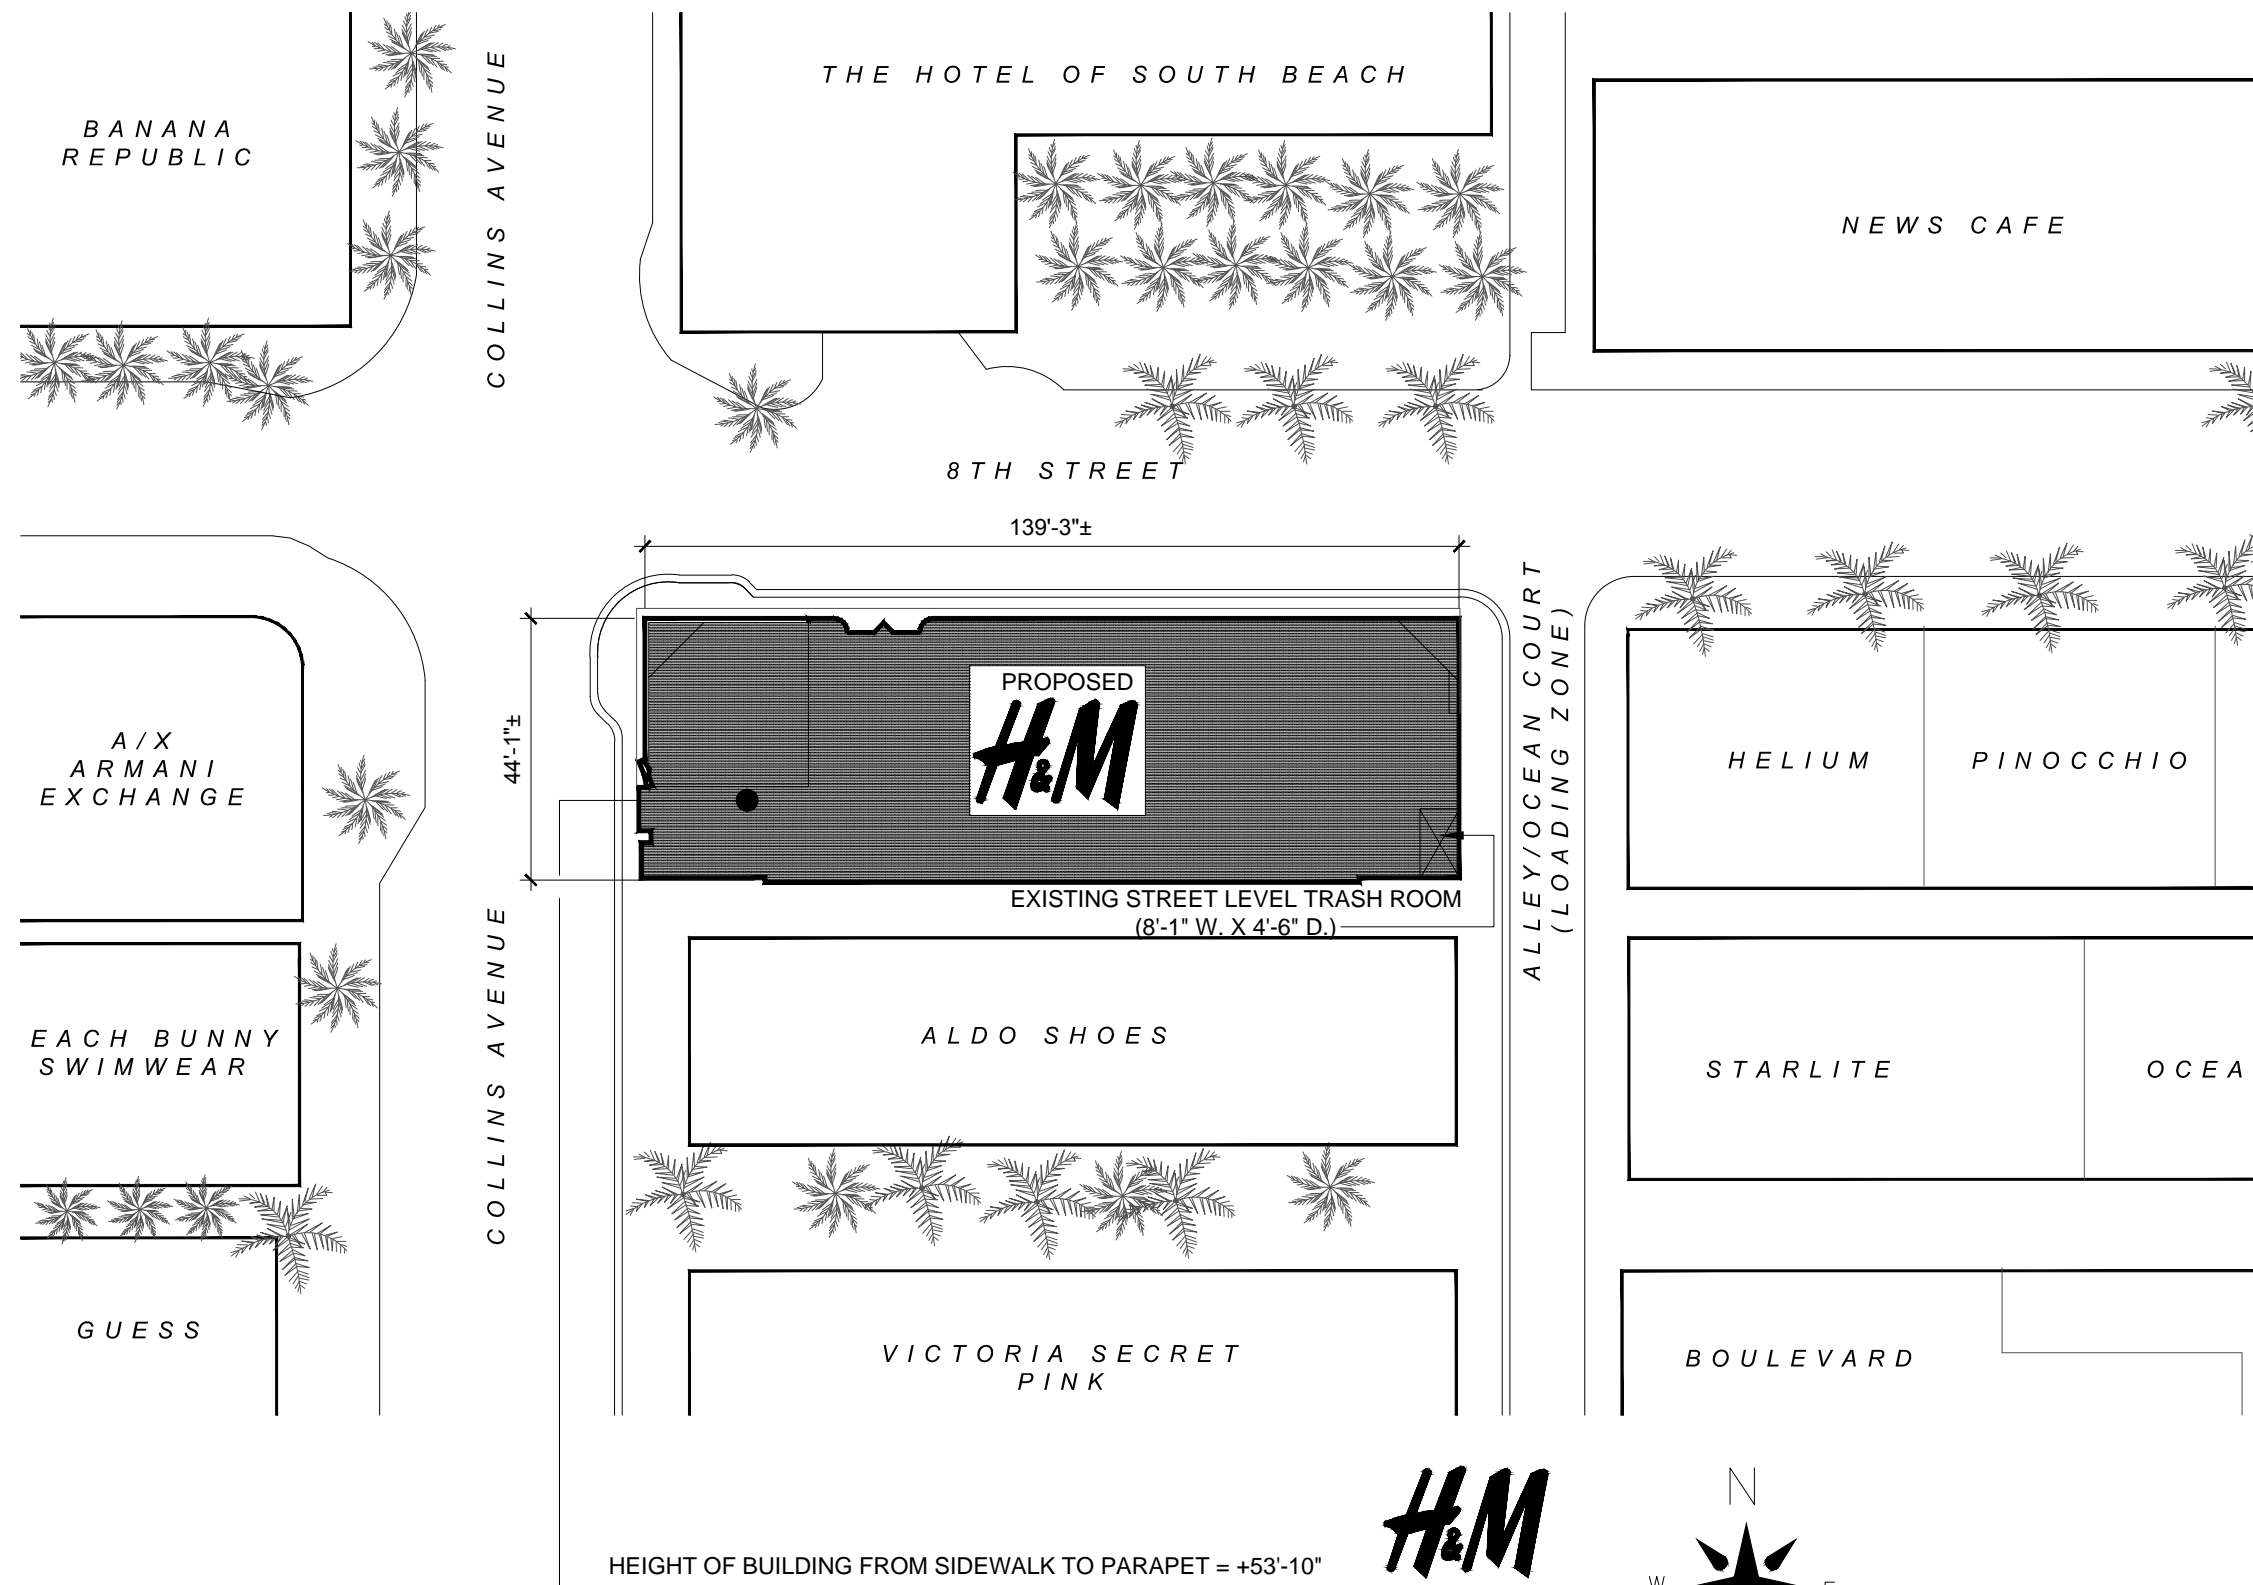 THE HOTEL OF SOUTH BEACH
BANANA
REPUBLIC
COLLINS AVENUE
NEWS CAFE
8TH STREET
139'-3"±
44'-1"±
PROPOSED
H&M
ALLEY/OCEAN COURT
(LOADING ZONE)
A/X
ARMANI
EXCHANGE
HELIUM
PINOCCHIO
EXISTING STREET LEVEL TRASH ROOM
(8'-1" W. X 4'-6" D.)
COLLINS AVENUE
EACH BUNNY
SWIMWEAR
ALDO SHOES
STARLITE
OCEA
GUESS
VICTORIA SECRET
PINK
BOULEVARD
H&M
N
HEIGHT OF BUILDING FROM SIDEWALK TO PARAPET = +53'-10"
W